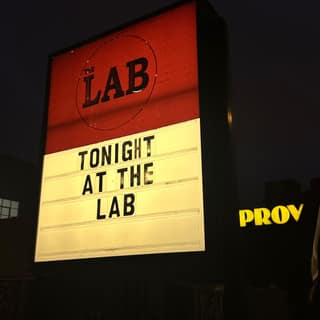 THE
LAB
TONIGHT
AT THE
LAB
PROV